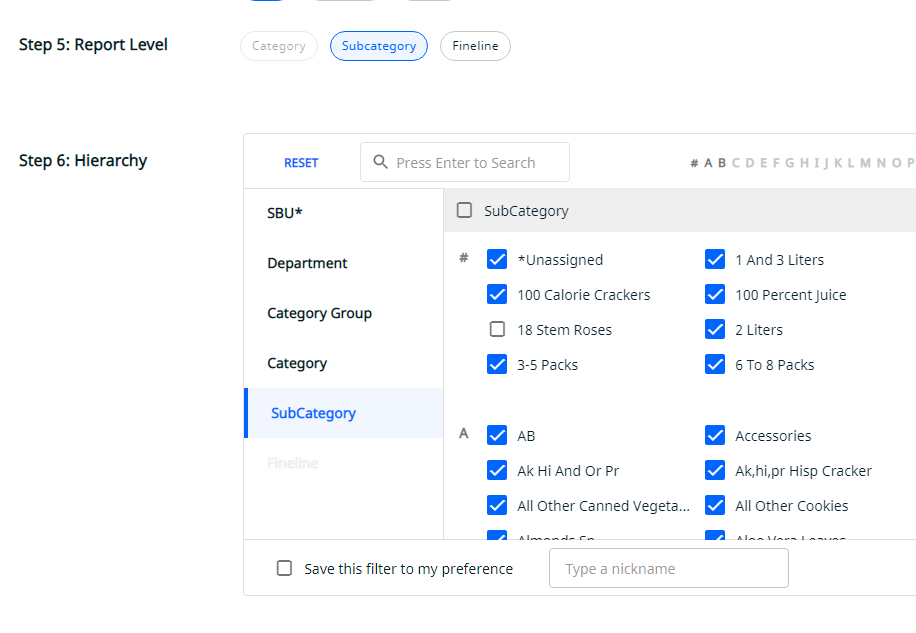 Step 5: Report Level
Category
Subcategory
Fineline
Step 6: Hierarchy
RESET
Press Enter to Search
# A B C D E F G H I J K L M N O P
SBU*
Department
Category Group
Category
SubCategory
Fineline
SubCategory
#
*Unassigned
1 And 3 Liters
100 Calorie Crackers
100 Percent Juice
18 Stem Roses
2 Liters
3-5 Packs
6 To 8 Packs
A
AB
Accessories
Ak Hi And Or Pr
Ak,hi,pr Hisp Cracker
All Other Canned Vegeta...
All Other Cookies
Almonds Sn
Aloe Vera Leaves
Save this filter to my preference
Type a nickname